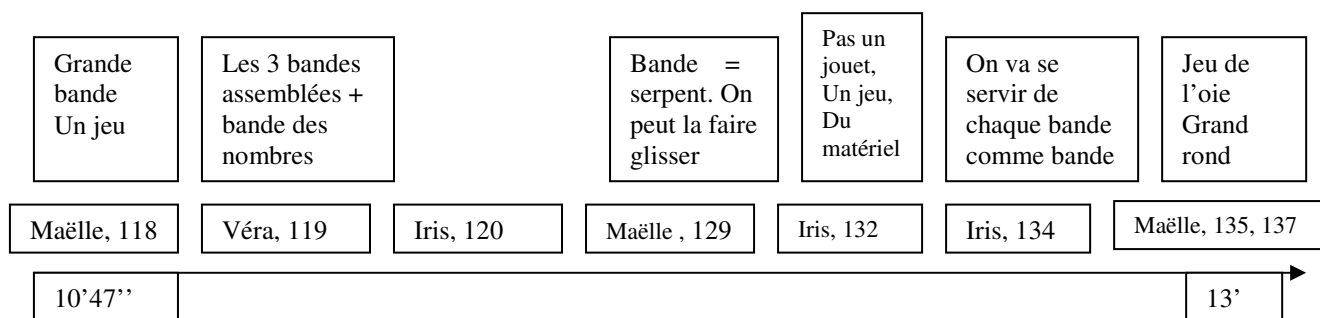 Grande
bande
Un jeu
Les 3 bandes
assemblées +
bande des
nombres
Bande =
serpent. On
peut la faire
glisser
Pas un
jouet,
Un jeu,
Du
matériel
On va se
servir de
chaque bande
comme bande
Jeu de
l’oie
Grand
rond
Maëlle, 118
Véra, 119
Iris, 120
Maëlle , 129
Iris, 132
Iris, 134
Maëlle, 135, 137
10’47’’
13’